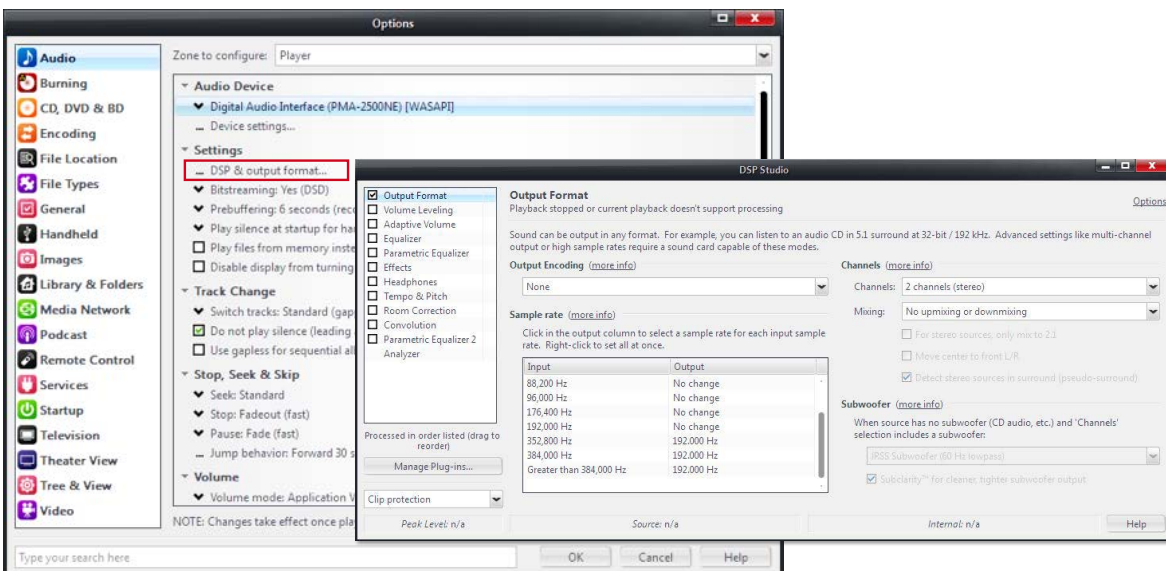 Options
Audio
Burning
CD, DVD & BD
Encoding
File Location
File Types
General
Handheld
Images
Library & Folders
Media Network
Podcast
Remote Control
Services
Startup
Television
Theater View
Tree & View
Video
Zone to configure: Player
Audio Device
Digital Audio Interface (PMA-2500NE) [WASAPI]
Device settings...
Settings
DSP & output format...
Bitstreaming: Yes (DSD)
Prebuffering: 6 seconds (rec
Play silence at startup for ha
Play files from memory inste
Disable display from turning
Track Change
Switch tracks: Standard (gap
Do not play silence (leading
Use gapless for sequential al
Stop, Seek & Skip
Seek: Standard
Stop: Fadeout (fast)
Pause: Fade (fast)
Jump behavior: Forward 30 s
Volume
Volume mode: Application V
NOTE: Changes take effect once pla
Type your search here
OK
Cancel
Help
DSP Studio
Output Format
Volume Leveling
Adaptive Volume
Equalizer
Parametric Equalizer
Effects
Headphones
Tempo & Pitch
Room Correction
Convolution
Parametric Equalizer 2
Analyzer
Processed in order listed (drag to
reorder)
Manage Plug-ins...
Clip protection
Output Format
Options
Playback stopped or current playback doesn't support processing
Sound can be output in any format. For example, you can listen to an audio CD in 5.1 surround at 32-bit / 192 kHz. Advanced settings like multi-channel
output or high sample rates require a sound card capable of these modes.
Output Encoding (more info)
None
Sample rate (more info)
Click in the output column to select a sample rate for each input sample
rate. Right-click to set all at once.
Input Output
88,200 Hz No change
96,000 Hz No change
176,400 Hz No change
192,000 Hz No change
352,800 Hz 192.000 Hz
384,000 Hz 192.000 Hz
Greater than 384,000 Hz 192.000 Hz
Channels (more info)
Channels: 2 channels (stereo)
Mixing: No upmixing or downmixing
For stereo sources, only mix to 2.1
Move center to front L/R
Detect stereo sources in surround (pseudo-surround)
Subwoofer (more info)
When source has no subwoofer (CD audio, etc.) and 'Channels'
selection includes a subwoofer:
JRSS Subwoofer (60 Hz lowpass)
Subclarity™ for cleaner, tighter subwoofer output
Peak Level: n/a
Source: n/a
Internal: n/a
Help